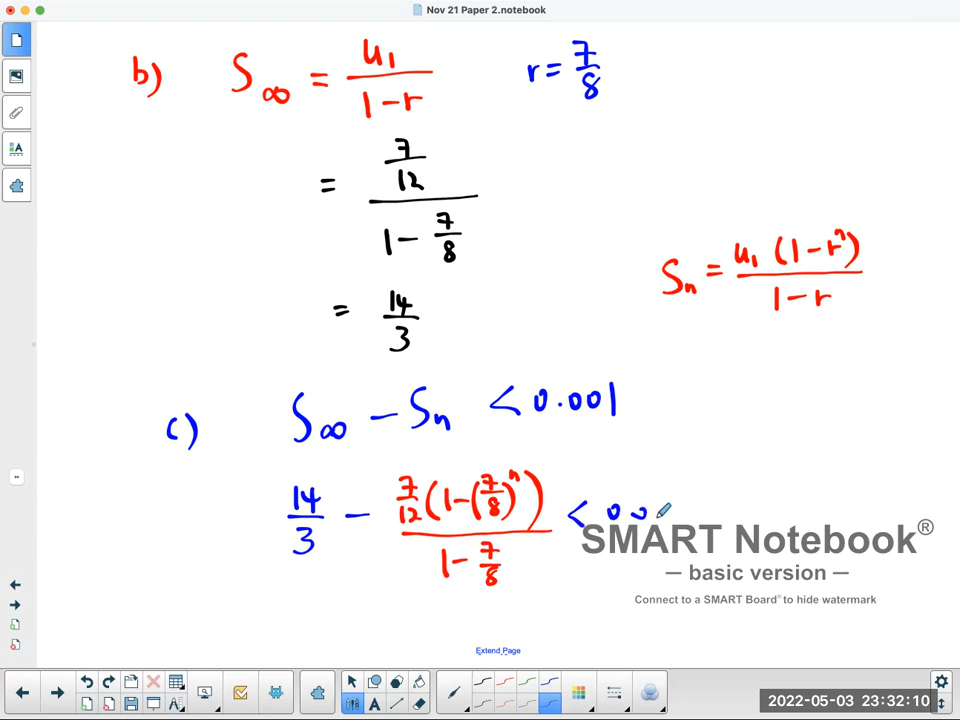 Nov 21 Paper 2.notebook
b) S∞ = u₁/(1-r) r = 7/8
= (7/12)/(1 - 7/8)
= 14/3
Sₙ = u₁(1-rⁿ)/(1-r)
c) S∞ - Sₙ < 0.001
14/3 - (7/12(1-(7/8)ⁿ))/(1 - 7/8) < 0.0
SMART Notebook®
— basic version —
Connect to a SMART Board® to hide watermark
Extend Page
2022-05-03 23:32:10